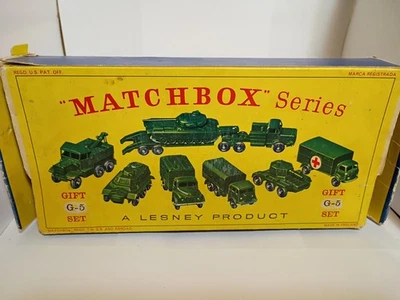 REGD. U.S. PAT. OFF.
MARCA REGISTRADA
"MATCHBOX" Series
GIFT
G-5
SET
GIFT
G-5
SET
A LESNEY PRODUCT
MADE IN ENGLAND